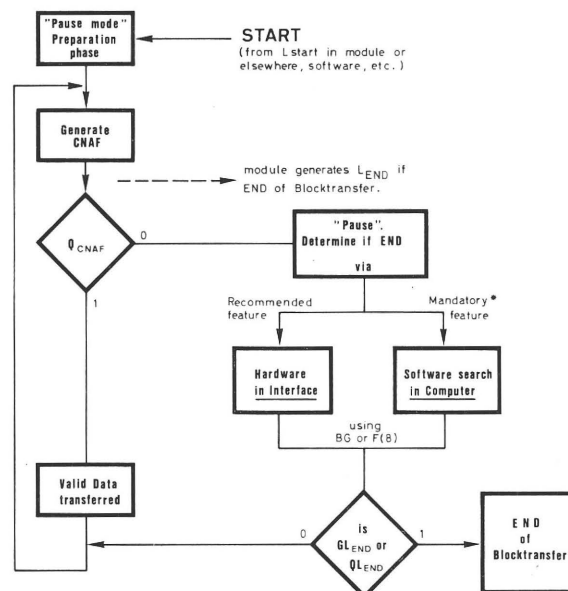 "Pause mode"
Preparation
phase
START
(from Lstart in module or
elsewhere, software, etc.)
Generate
CNAF
module generates LEND if
END of Blocktransfer.
QCNAF
0
1
"Pause".
Determine if END
via
Recommended
feature
Mandatory*
feature
Hardware
in Interface
Software search
in Computer
using
BG or F(8)
Valid Data
transferred
is
GLEND or
QLEND
0
1
END
of
Blocktransfer